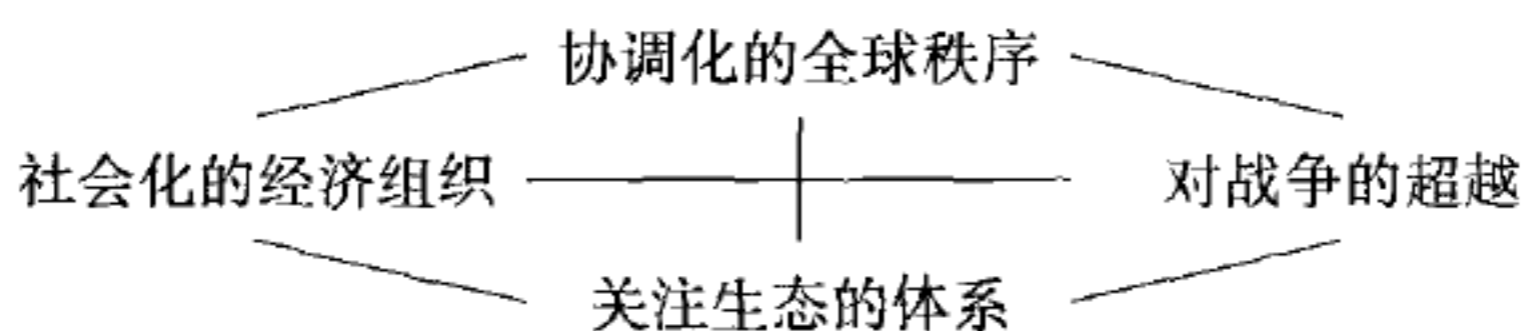 协调化的全球秩序
社会化的经济组织
对战争的超越
关注生态的体系